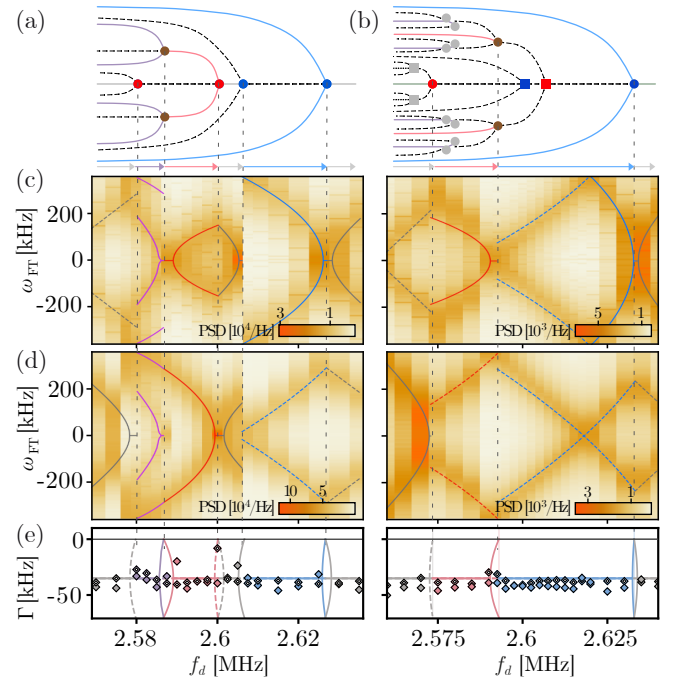 (a)
(b)
(c)
200
0
-200
ω_FT [kHz]
3
1
PSD [10⁴/Hz]
5
1
PSD [10³/Hz]
(d)
200
0
-200
ω_FT [kHz]
10
5
PSD [10⁴/Hz]
3
1
PSD [10³/Hz]
(e)
0
-50
Γ [kHz]
2.58
2.6
2.62
2.575
2.6
2.625
f_d [MHz]
f_d [MHz]